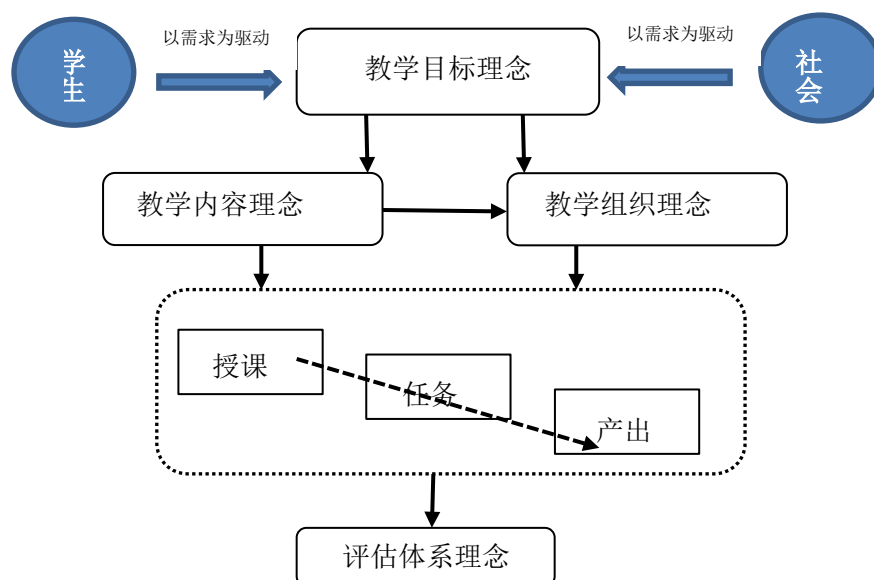 学
生
以需求为驱动
教学目标理念
以需求为驱动
社
会
教学内容理念
教学组织理念
授课
任务
产出
评估体系理念